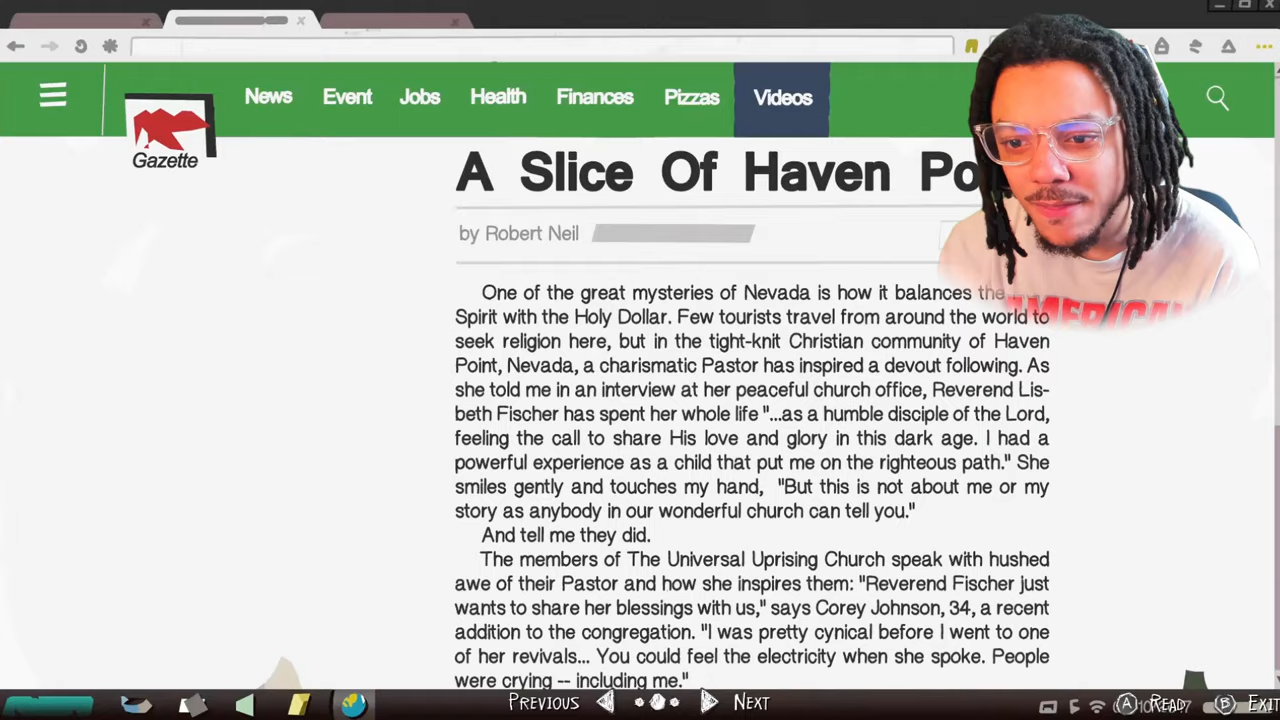 News Event Jobs Health Finances Pizzas Videos
Gazette
A Slice Of Haven
by Robert Neil
One of the great mysteries of Nevada is how it balances the
Spirit with the Holy Dollar. Few tourists travel from around the world to
seek religion here, but in the tight-knit Christian community of Haven
Point, Nevada, a charismatic Pastor has inspired a devout following. As
she told me in an interview at her peaceful church office, Reverend Lis-
beth Fischer has spent her whole life "...as a humble disciple of the Lord,
feeling the call to share His love and glory in this dark age. I had a
powerful experience as a child that put me on the righteous path." She
smiles gently and touches my hand, "But this is not about me or my
story as anybody in our wonderful church can tell you."
And tell me they did.
The members of The Universal Uprising Church speak with hushed
awe of their Pastor and how she inspires them: "Reverend Fischer just
wants to share her blessings with us," says Corey Johnson, 34, a recent
addition to the congregation. "I was pretty cynical before I went to one
of her revivals... You could feel the electricity when she spoke. People
were crying -- including me."
Previous Next
A Read B Exit